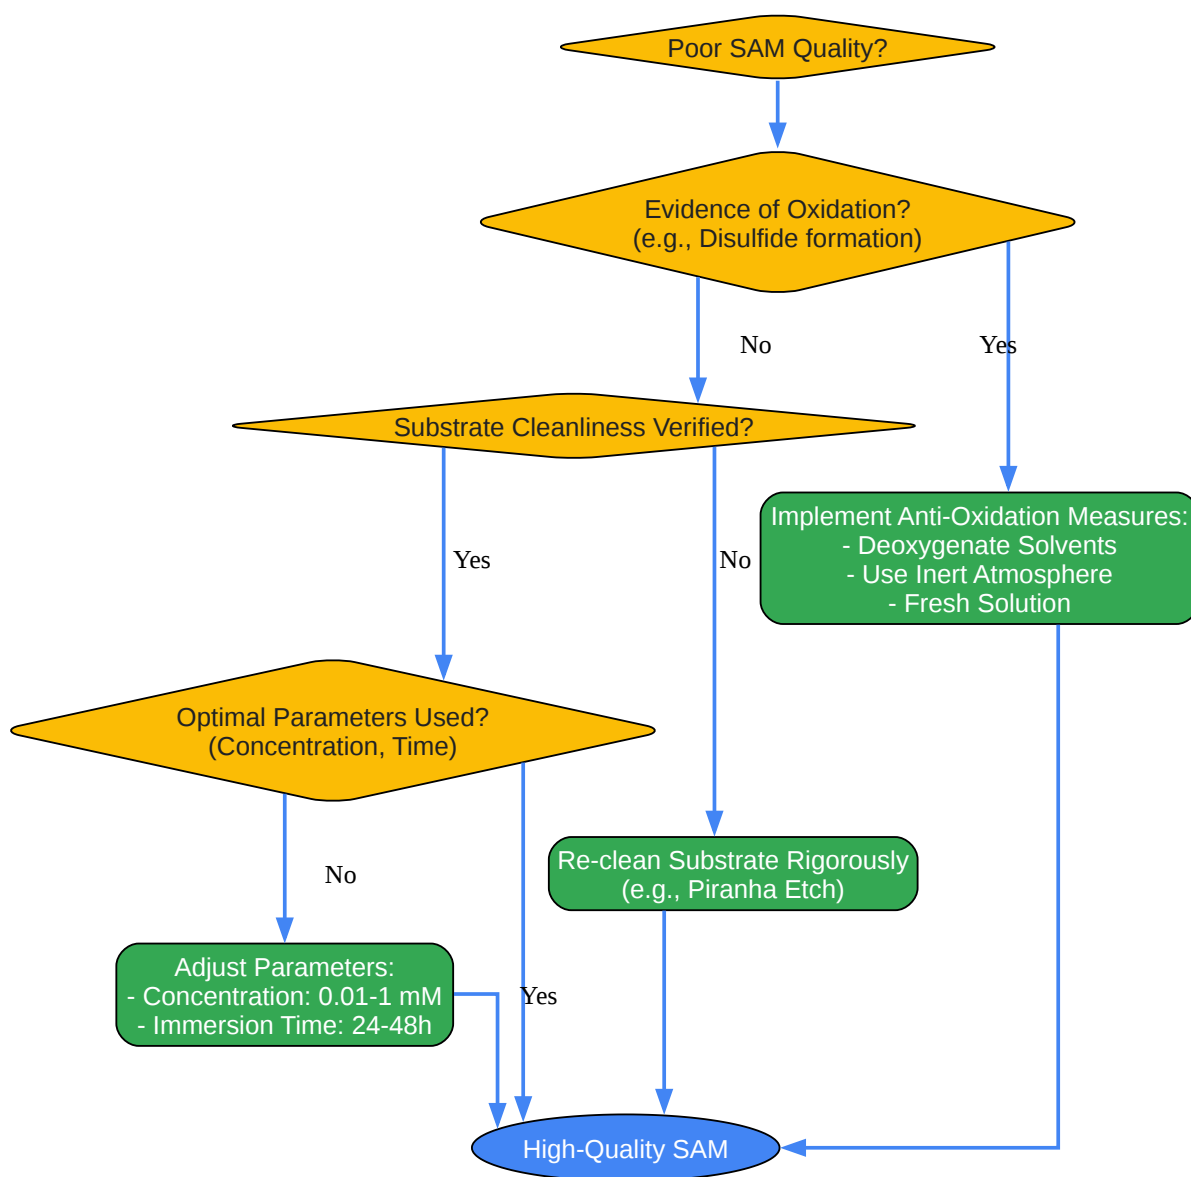 Poor SAM Quality?
Evidence of Oxidation?
(e.g., Disulfide formation)
No
Yes
Substrate Cleanliness Verified?
Implement Anti-Oxidation Measures:
- Deoxygenate Solvents
- Use Inert Atmosphere
- Fresh Solution
Yes
No
Optimal Parameters Used?
(Concentration, Time)
Re-clean Substrate Rigorously
(e.g., Piranha Etch)
No
Adjust Parameters:
- Concentration: 0.01-1 mM
- Immersion Time: 24-48h
Yes
High-Quality SAM